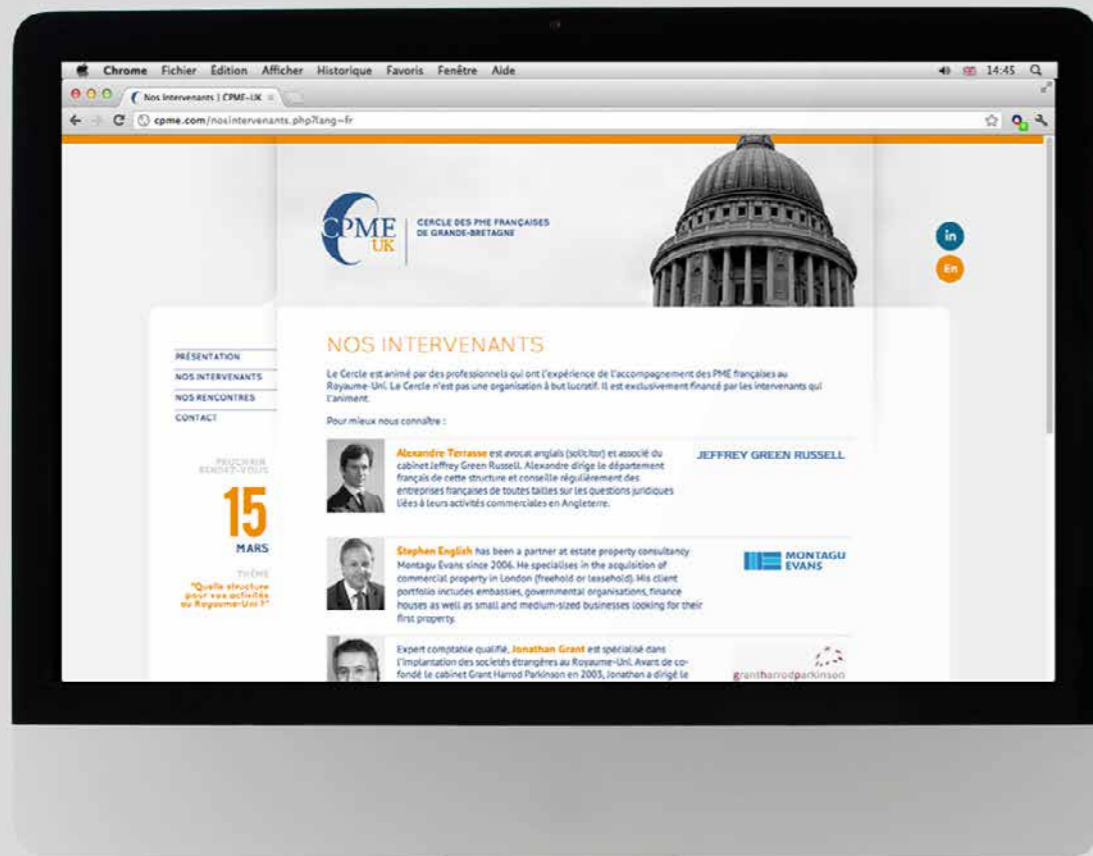 Chrome Fichier Édition Afficher Historique Favoris Fenêtre Aide 14:45
Nos Intervenants | CPME-UK
cpme.com/nosintervenants.php?lang=fr
CPME
UK
CERCLE DES PME FRANÇAISES
DE GRANDE-BRETAGNE
in
En
PRÉSENTATION
NOS INTERVENANTS
NOS RENCONTRES
CONTACT
PROCHAIN
RENDEZ-VOUS
15
MARS
THÈME
"Quelle structure
pour vos activités
au Royaume-Uni ?"
NOS INTERVENANTS
Le Cercle est animé par des professionnels qui ont l'expérience de l'accompagnement des PME françaises au
Royaume-Uni. Le Cercle n'est pas une organisation à but lucratif. Il est exclusivement financé par les intervenants qui
l'animent.
Pour mieux nous connaître :
Alexandre Terrasse est avocat anglais (solicitor) et associé du
cabinet Jeffrey Green Russell. Alexandre dirige le département
français de cette structure et conseille régulièrement des
entreprises françaises de toutes tailles sur les questions juridiques
liées à leurs activités commerciales en Angleterre.
JEFFREY GREEN RUSSELL
Stephen English has been a partner at estate property consultancy
Montagu Evans since 2006. He specialises in the acquisition of
commercial property in London (freehold or leasehold). His client
portfolio includes embassies, governmental organisations, finance
houses as well as small and medium-sized businesses looking for their
first property.
MONTAGU
EVANS
Expert comptable qualifié, Jonathan Grant est spécialisé dans
l'implantation des sociétés étrangères au Royaume-Uni. Avant de co-
fondé le cabinet Grant Harrod Parkinson en 2003, Jonathan a dirigé le
grantharrodparkinson